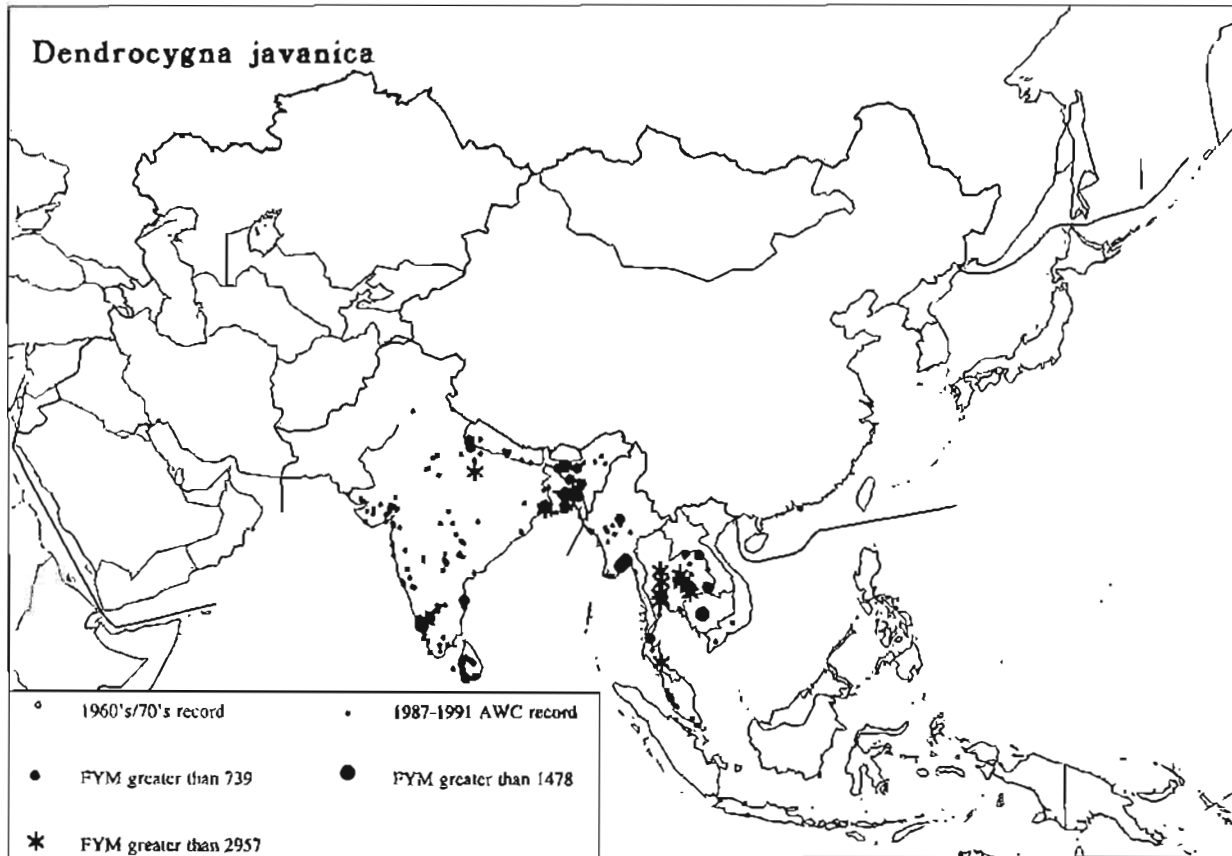 Dendrocygna javanica
1960's/70's record
1987-1991 AWC record
FYM greater than 739
FYM greater than 1478
FYM greater than 2957